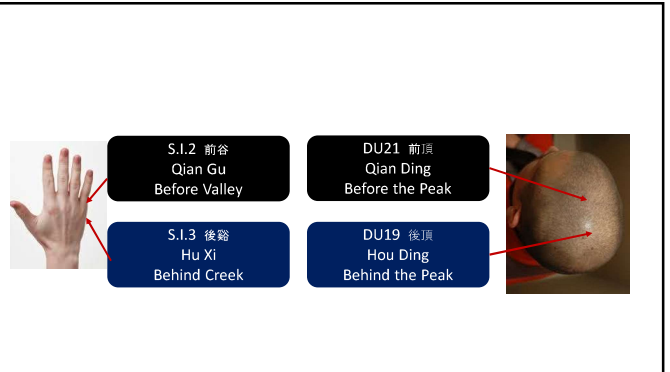 S.I.2 前谷
Qian Gu
Before Valley
DU21 前頂
Qian Ding
Before the Peak
S.I.3 後谿
Hu Xi
Behind Creek
DU19 後頂
Hou Ding
Behind the Peak